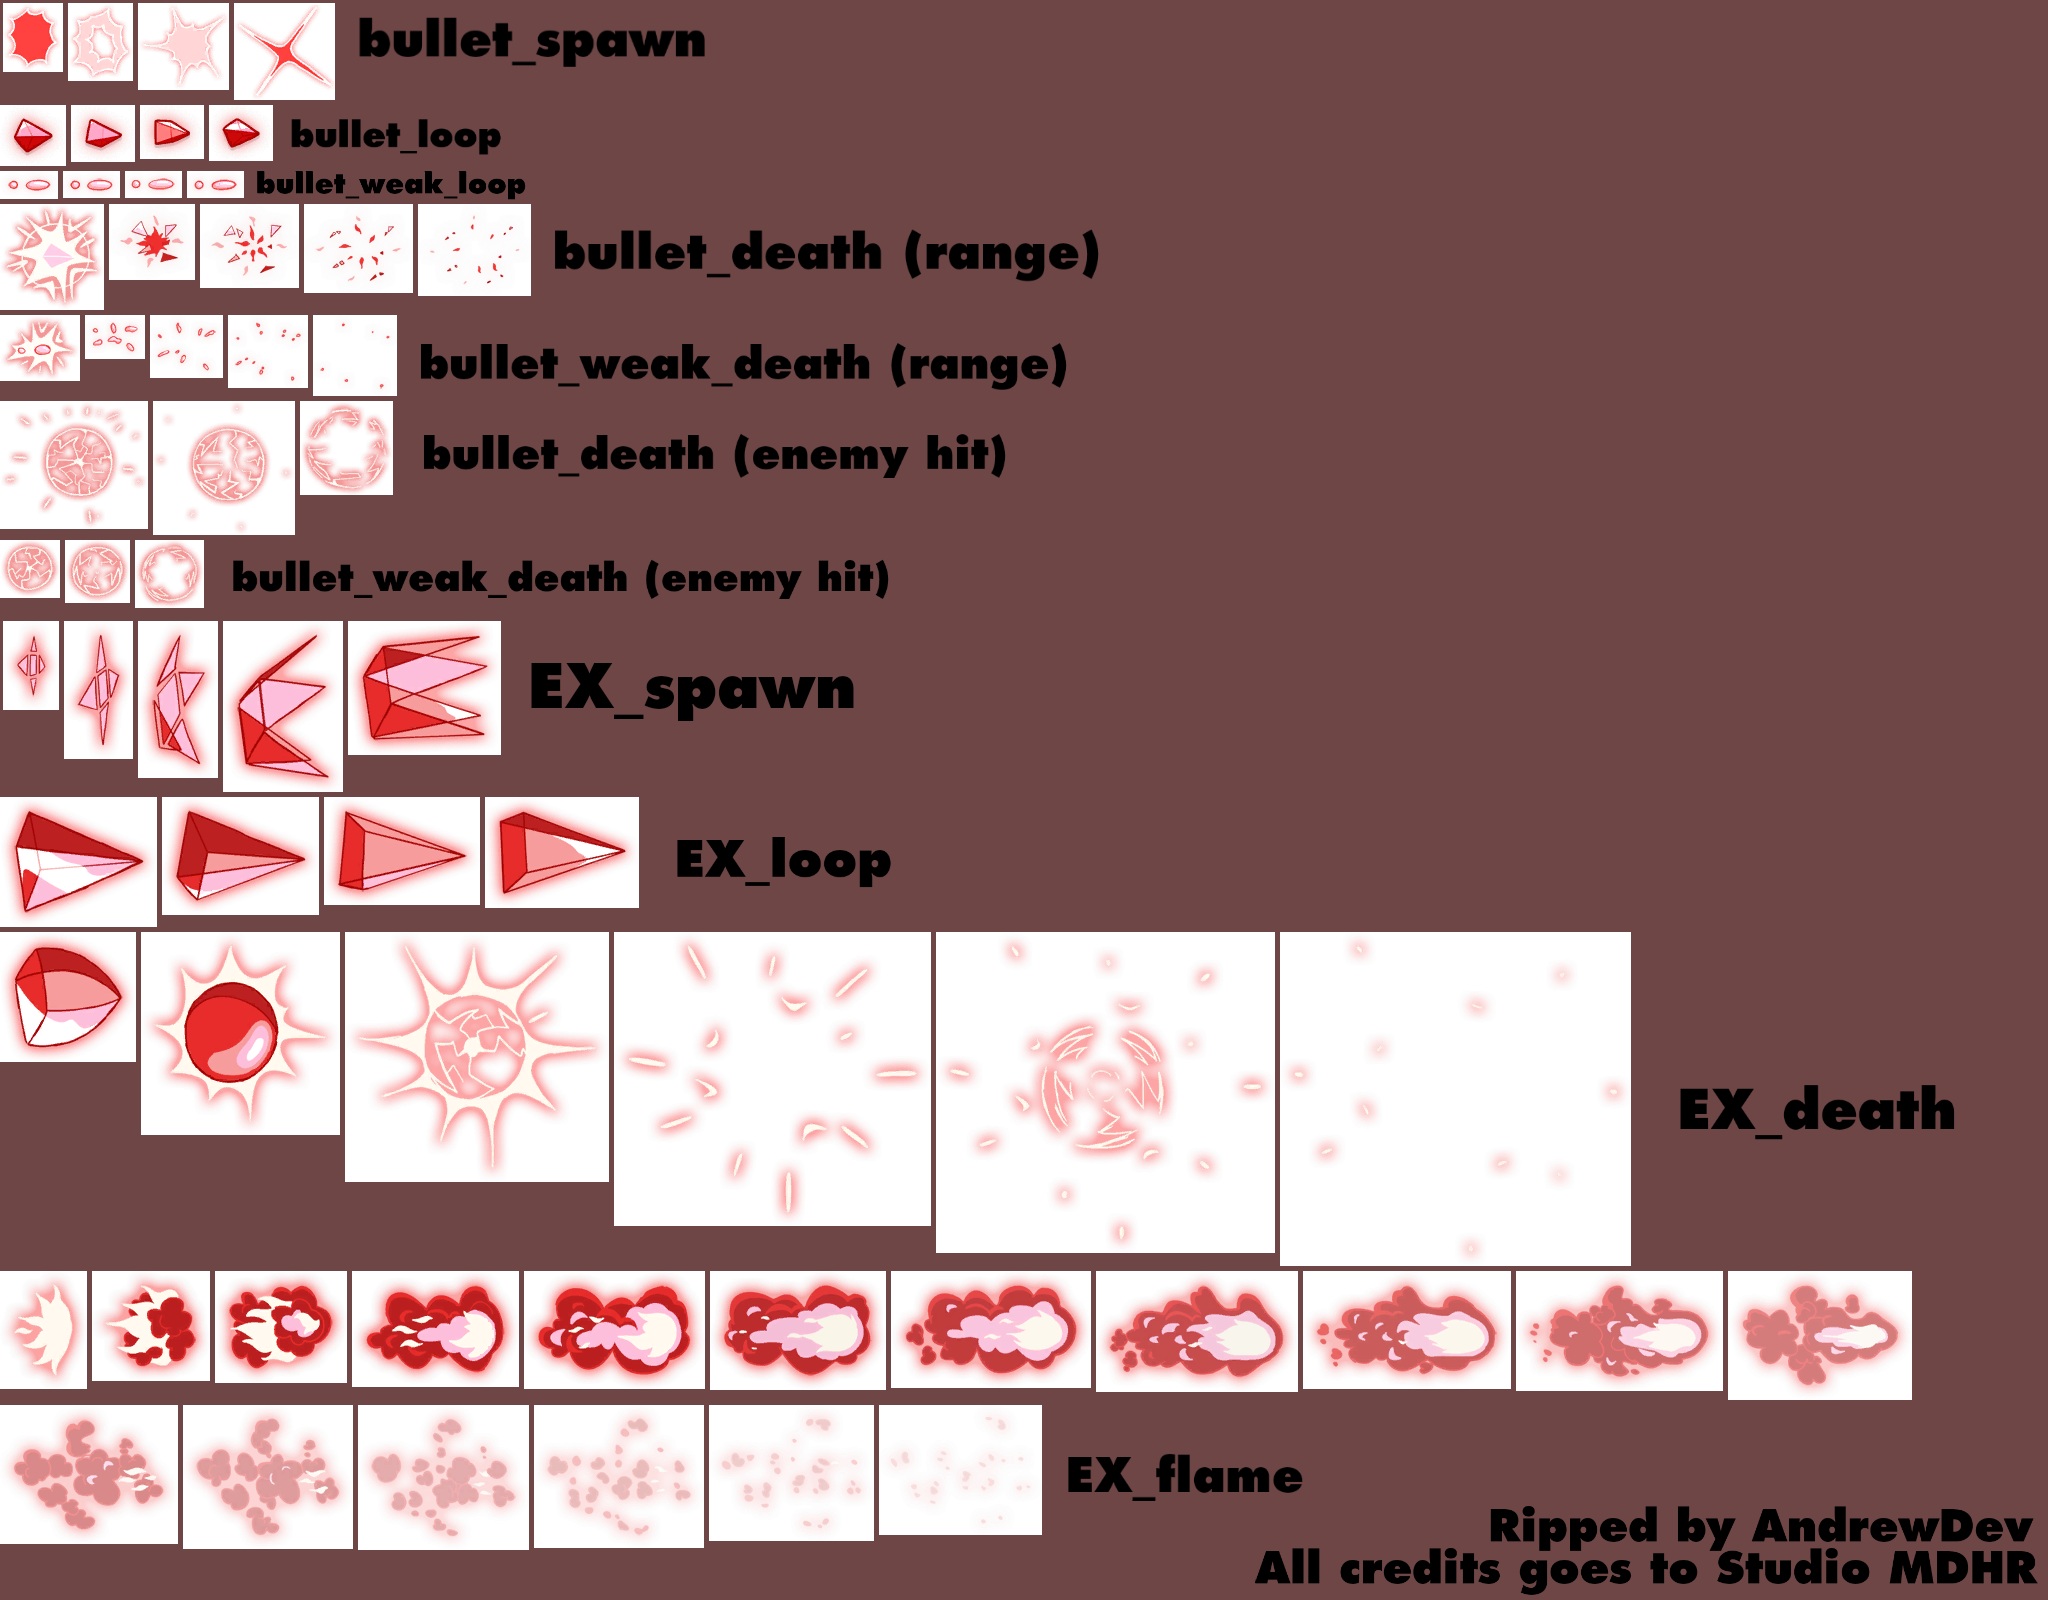 bullet_spawn
bullet_loop
bullet_weak_loop
bullet_death (range)
bullet_weak_death (range)
bullet_death (enemy hit)
bullet_weak_death (enemy hit)
EX_spawn
EX_loop
EX_death
EX_flame
Ripped by AndrewDev
All credits goes to Studio MDHR